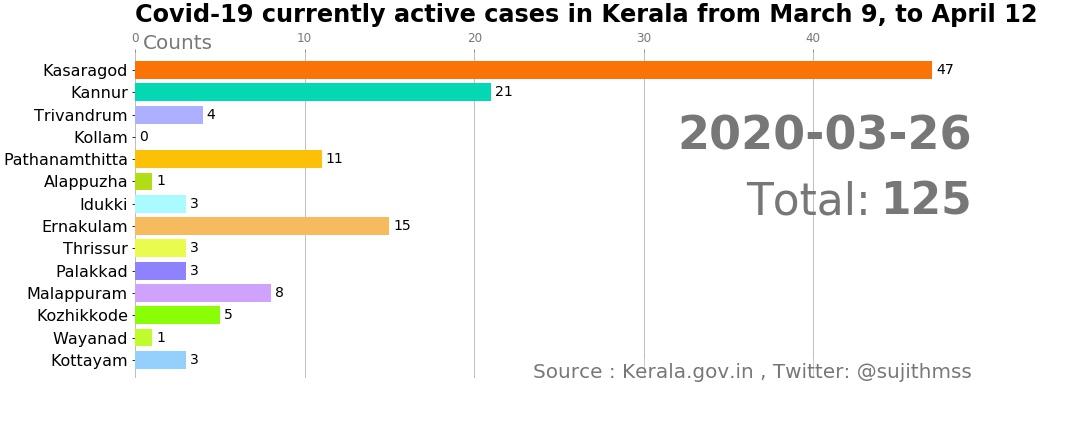 Covid-19 currently active cases in Kerala from March 9, to April 12
0 10 20 30 40
Counts
Kasaragod 47
Kannur 21
Trivandrum 4
Kollam 0
Pathanamthitta 11
Alappuzha 1
Idukki 3
Ernakulam 15
Thrissur 3
Palakkad 3
Malappuram 8
Kozhikkode 5
Wayanad 1
Kottayam 3
2020-03-26
Total: 125
Source : Kerala.gov.in , Twitter: @sujithmss